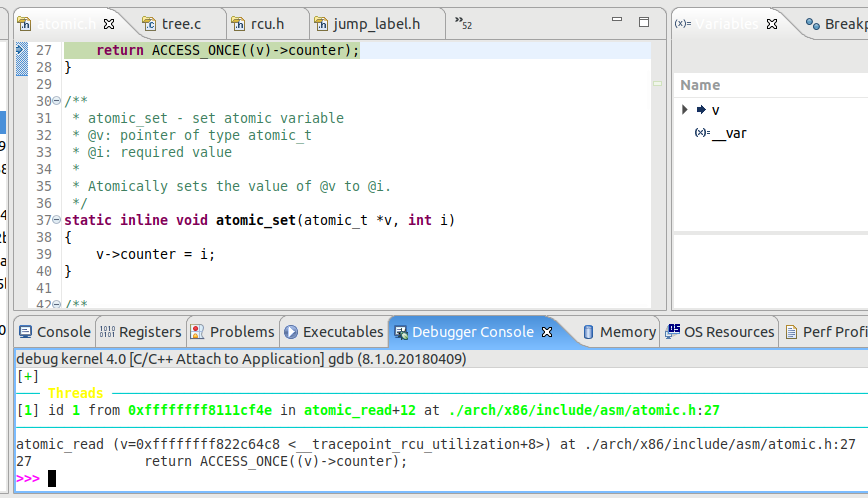 atomic.h tree.c rcu.h jump_label.h »52
(x)= Variables Breakp
27 return ACCESS_ONCE((v)->counter);
28 }
29
30 /**
31 * atomic_set - set atomic variable
32 * @v: pointer of type atomic_t
33 * @i: required value
34 *
35 * Atomically sets the value of @v to @i.
36 */
37 static inline void atomic_set(atomic_t *v, int i)
38 {
39 v->counter = i;
40 }
41
42 /**
Name
v
(x)= __var
Console Registers Problems Executables Debugger Console Memory OS Resources Perf Profi
debug kernel 4.0 [C/C++ Attach to Application] gdb (8.1.0.20180409)
[+]
Threads
[1] id 1 from 0xffffffff8111cf4e in atomic_read+12 at ./arch/x86/include/asm/atomic.h:27
atomic_read (v=0xffffffff822c64c8 <__tracepoint_rcu_utilization+8>) at ./arch/x86/include/asm/atomic.h:27
27 return ACCESS_ONCE((v)->counter);
>>>